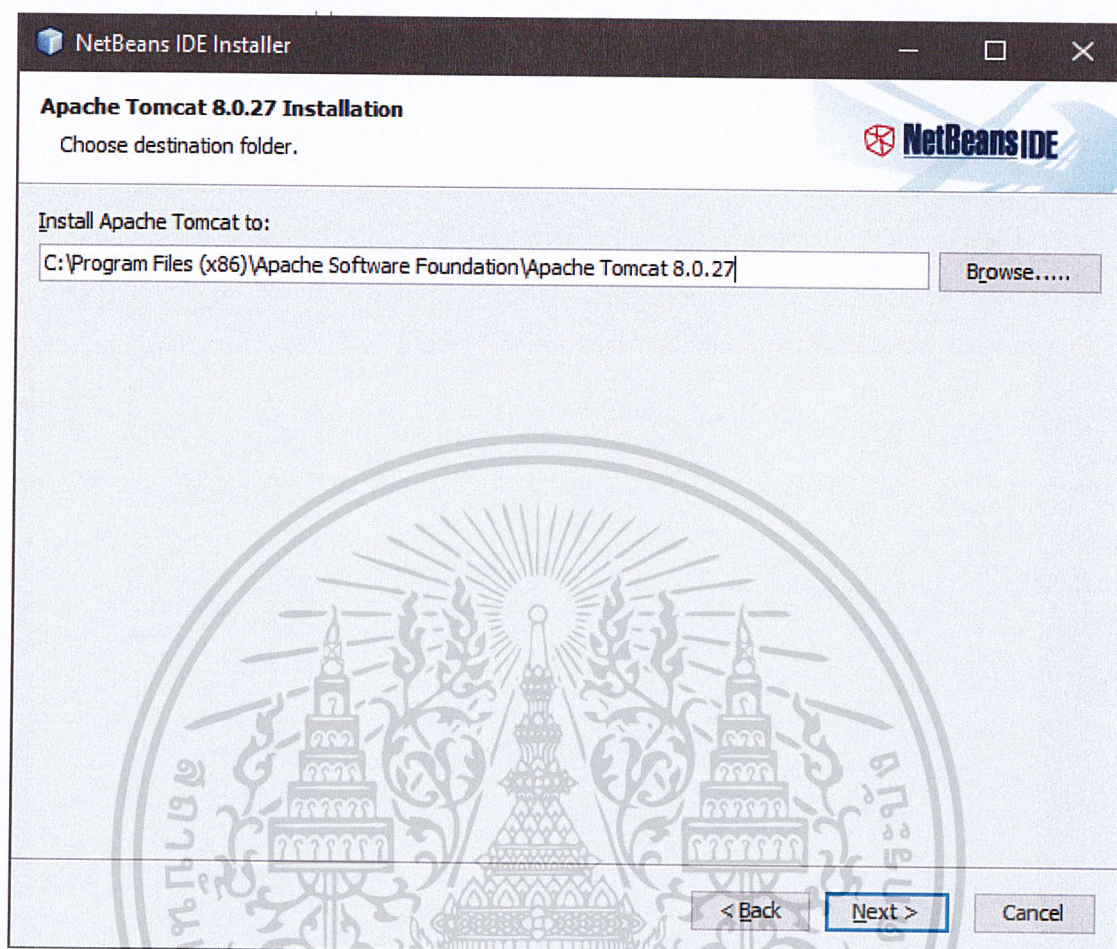 NetBeans IDE Installer
Apache Tomcat 8.0.27 Installation
Choose destination folder.
NetBeans IDE
Install Apache Tomcat to:
C:\Program Files (x86)\Apache Software Foundation\Apache Tomcat 8.0.27
Browse.....
< Back
Next >
Cancel